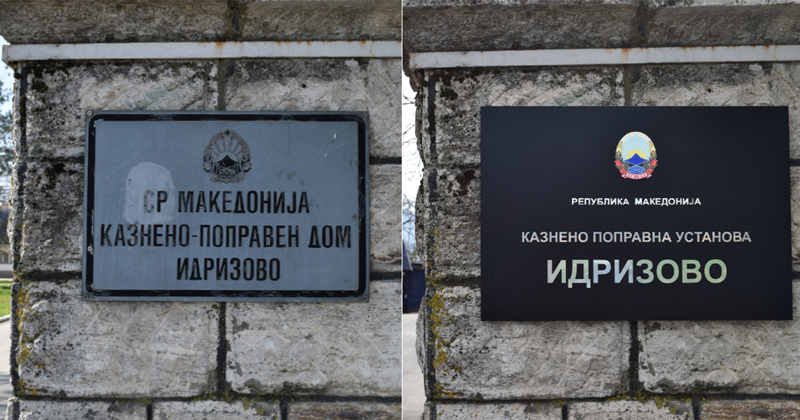 СР МАКЕДОНИЈА
КАЗНЕНО-ПОПРАВЕН ДОМ
ИДРИЗОВО
РЕПУБЛИКА МАКЕДОНИЈА
КАЗНЕНО ПОПРАВНА УСТАНОВА
ИДРИЗОВО